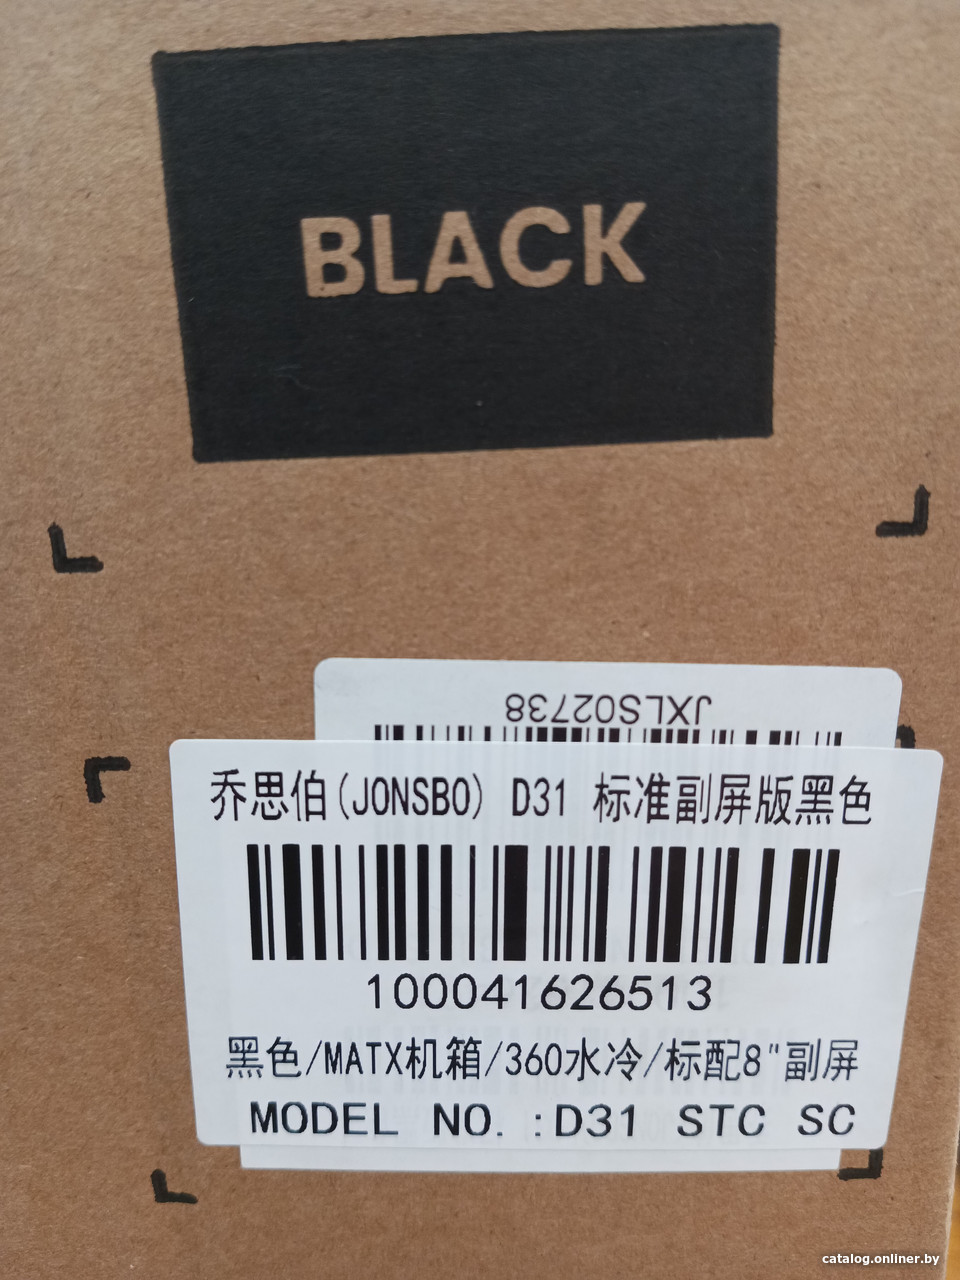 BLACK
JXLS02738
乔思伯(JONSBO) D31 标准副屏版黑色
100041626513
黑色/MATX机箱/360水冷/标配8"副屏
MODEL NO. :D31 STC SC
catalog.onliner.by